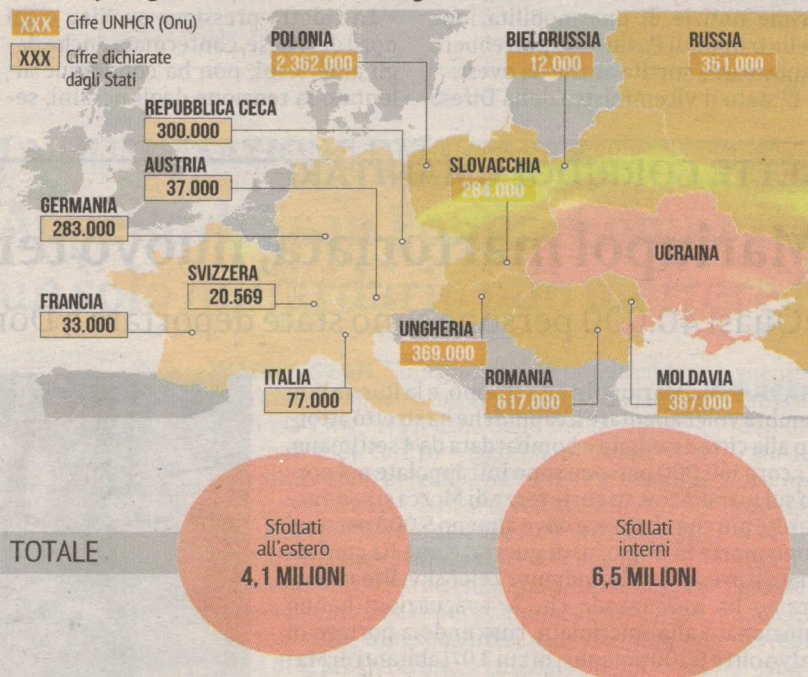 XXX Cifre UNHCR (Onu)
XXX Cifre dichiarate
dagli Stati
POLONIA
2.362.000
BIELORUSSIA
12.000
RUSSIA
351.000
REPUBBLICA CECA
300.000
AUSTRIA
37.000
SLOVACCHIA
284.000
GERMANIA
283.000
UCRAINA
SVIZZERA
20.569
FRANCIA
33.000
UNGHERIA
369.000
ITALIA
77.000
ROMANIA
617.000
MOLDAVIA
387.000
TOTALE
Sfollati
all'estero
4,1 MILIONI
Sfollati
interni
6,5 MILIONI